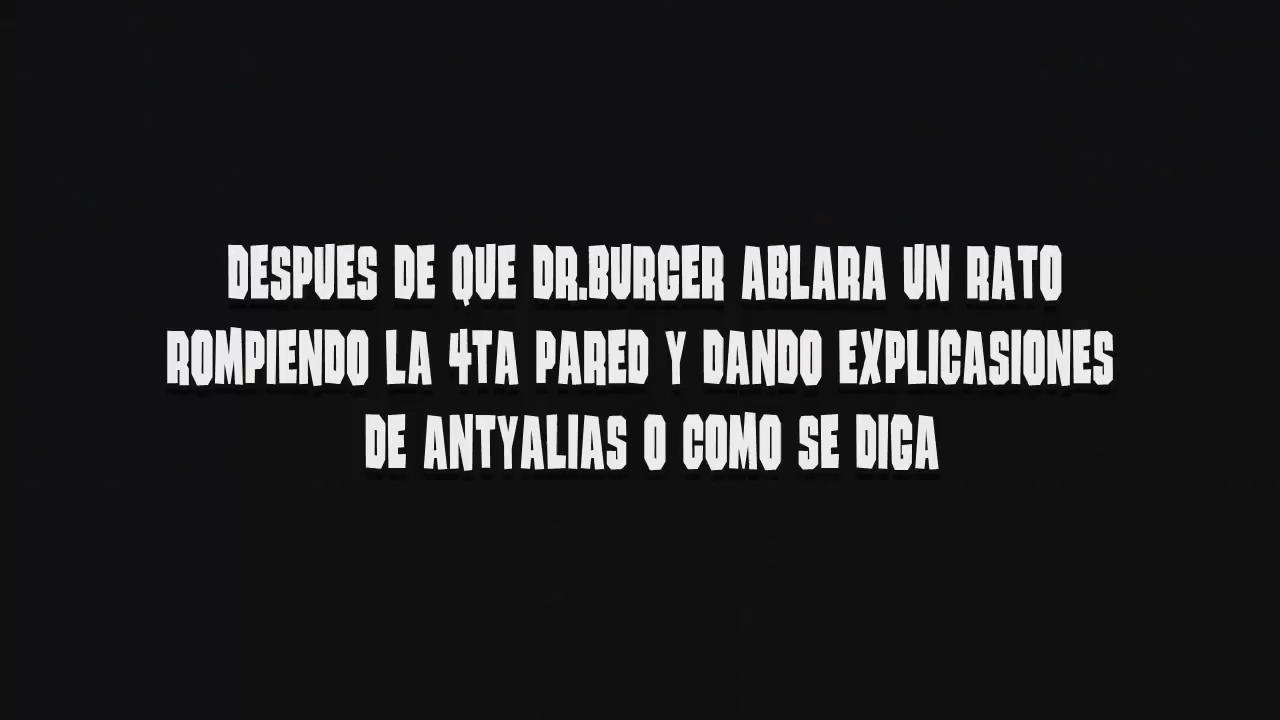 DESPUES DE QUE DR.BURGER ABLARA UN RATO
ROMPIENDO LA 4TA PARED Y DANDO EXPLICASIONES
DE ANTYALIAS O COMO SE DIGA